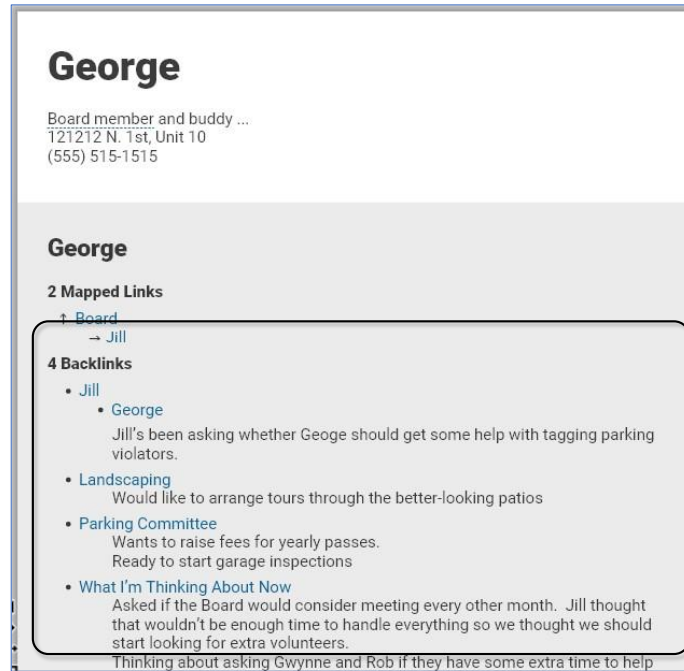 George
Board member and buddy ...
121212 N. 1st, Unit 10
(555) 515-1515
George
2 Mapped Links
↑ Board
→ Jill
4 Backlinks
• Jill
• George
Jill's been asking whether Geoge should get some help with tagging parking
violators.
• Landscaping
Would like to arrange tours through the better-looking patios
• Parking Committee
Wants to raise fees for yearly passes.
Ready to start garage inspections
• What I'm Thinking About Now
Asked if the Board would consider meeting every other month.  Jill thought
that wouldn't be enough time to handle everything so we thought we should
start looking for extra volunteers.
Thinking about asking Gwynne and Rob if they have some extra time to help